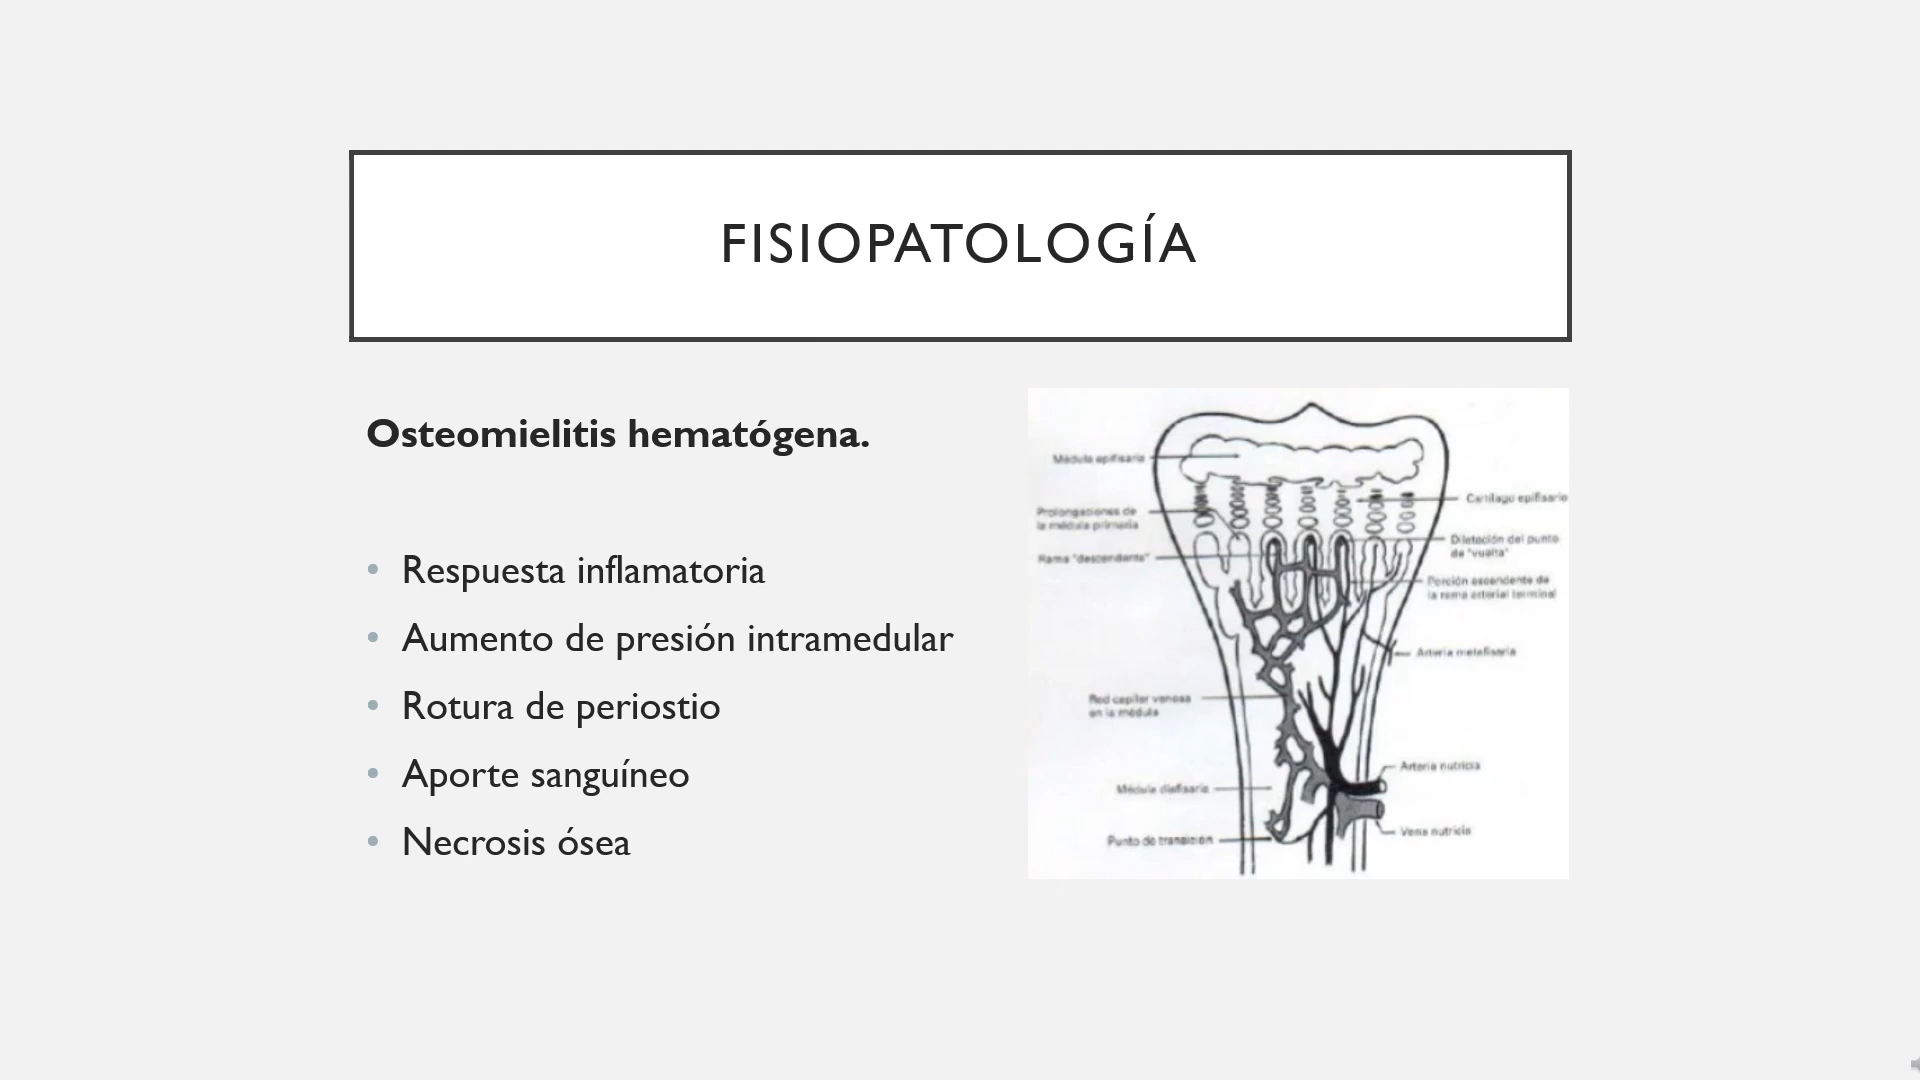 FISIOPATOLOGÍA
Osteomielitis hematógena.
• Respuesta inflamatoria
• Aumento de presión intramedular
• Rotura de periostio
• Aporte sanguíneo
• Necrosis ósea
Médula epifisaria
Prolongaciones de
la médula primaria
Rama "descendente"
Red capilar venosa
en la médula
Médula diafisaria
Punto de transición
Cartílago epifisario
Dilatación del punto
de "vuelta"
Porción ascendente de
la rama arterial terminal
Arteria metafisaria
Arteria nutricia
Vena nutricia